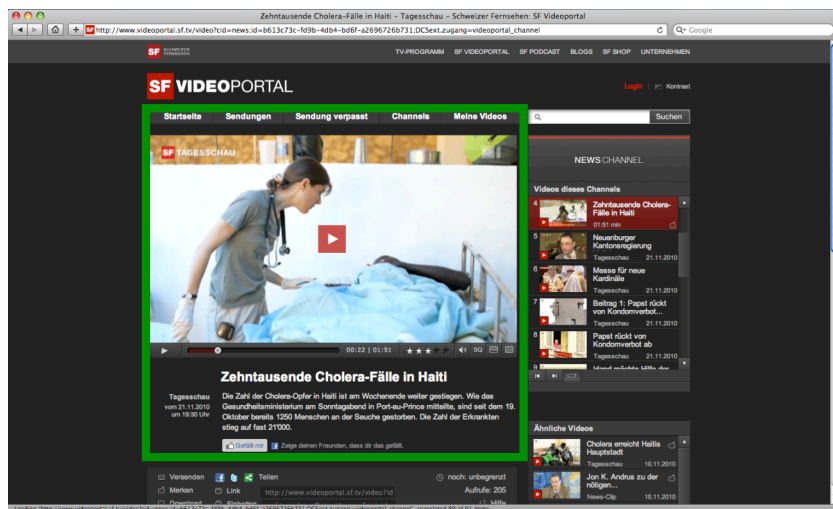 Zehntausende Cholera-Fälle in Haiti – Tagesschau – Schweizer Fernsehen: SF Videoportal
http://www.videoportal.sf.tv/video?cid=news;id=b613c73c-fd9b-4db4-bd6f-a2696726b731;DCSext.zugang=videoportal_channel
Google
SF SCHWEIZER FERNSEHEN
TV-PROGRAMM SF VIDEOPORTAL SF PODCAST BLOGS SF SHOP UNTERNEHMEN
SF VIDEOPORTAL
Login Kontrast
Startseite Sendungen Sendung verpasst Channels Meine Videos
Suchen
SF TAGESSCHAU
00:22 | 01:51 SQ
Zehntausende Cholera-Fälle in Haiti
Tagesschau
vom 21.11.2010
um 19:30 Uhr
Die Zahl der Cholera-Opfer in Haiti ist am Wochenende weiter gestiegen. Wie das
Gesundheitsministerium am Sonntagabend in Port-au-Prince mitteilte, sind seit dem 19.
Oktober bereits 1250 Menschen an der Seuche gestorben. Die Zahl der Erkrankten
stieg auf fast 21'000.
Gefällt mir Zeige deinen Freunden, dass dir das gefällt.
Versenden Teilen noch: unbegrenzt
Merken Link http://www.videoportal.sf.tv/video?id Aufrufe: 205
Download Einbetten Hilfe
NEWS CHANNEL
Videos dieses Channels
4 Zehntausende Cholera-
Fälle in Haiti
01:51 min
5 Neuenburger
Kantonsregierung
Tagesschau 21.11.2010
6 Messe für neue
Kardinäle
Tagesschau 21.11.2010
7 Beitrag 1: Papst rückt
von Kondomverbot...
Tagesschau 21.11.2010
8 Papst rückt von
Kondomverbot ab
Tagesschau 21.11.2010
9 Irland möchte Hilfe der
Ähnliche Videos
Cholera erreicht Haitis
Hauptstadt
Tagesschau 10.11.2010
Jon K. Andrus zu der
nötigen...
News-Clip 10.11.2010